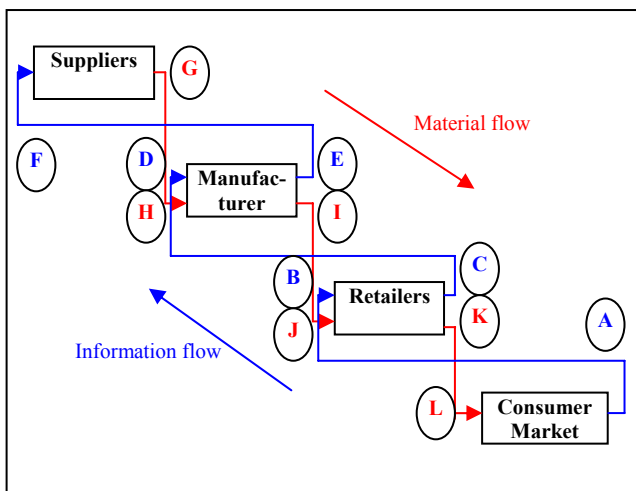 Suppliers
G
Material flow
F
D
E
Manufac-
turer
H
I
B
C
Retailers
J
K
A
Information flow
L
Consumer
Market